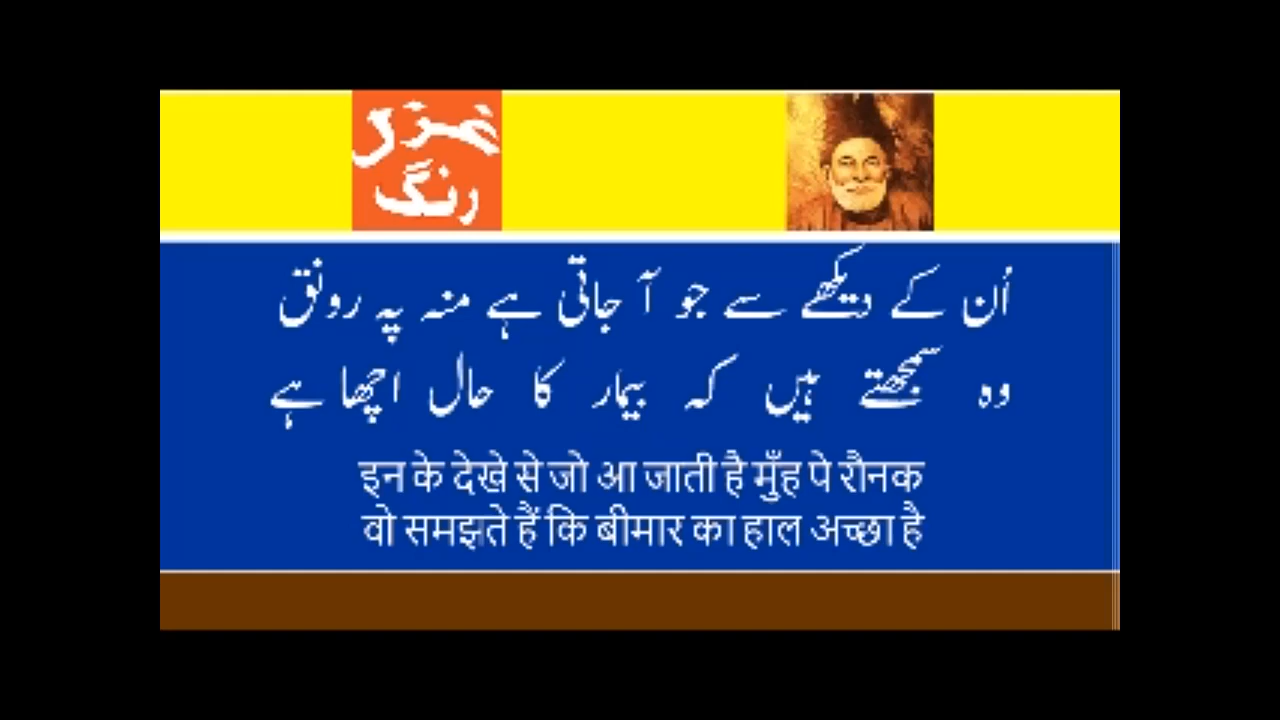 غزل
رنگ
اُن کے دیکھے سے جو آ جاتی ہے منہ پہ رونق
وہ سمجھتے ہیں کہ بیمار کا حال اچھا ہے
इन के देखे से जो आ जाती है मुँह पे रौनक
वो समझते हैं कि बीमार का हाल अच्छा है